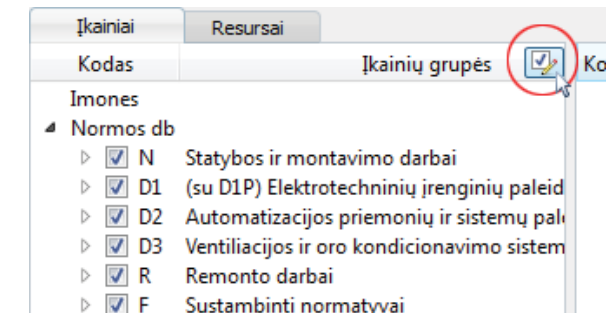 Įkainiai Resursai
Kodas Įkainių grupės
Imones
Normos db
N Statybos ir montavimo darbai
D1 (su D1P) Elektrotechninių įrenginių paleid
D2 Automatizacijos priemonių ir sistemų pal
D3 Ventiliacijos ir oro kondicionavimo sistem
R Remonto darbai
F Sustambinti normatyvai